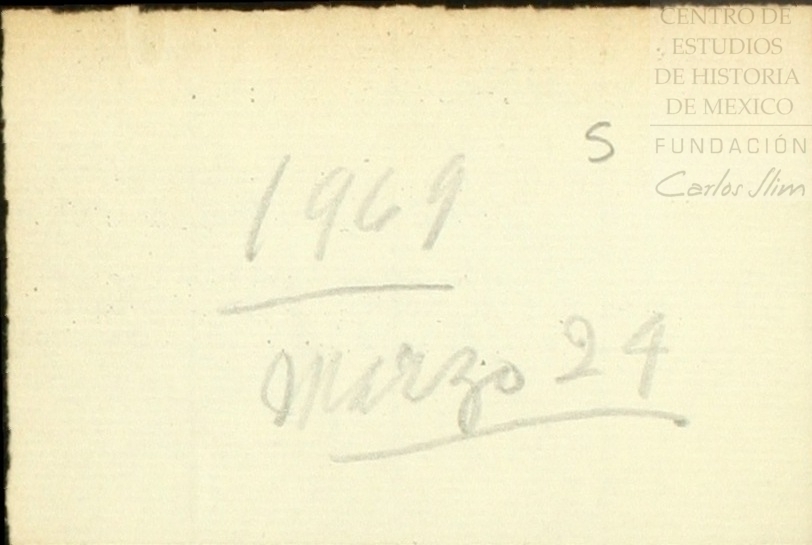 CENTRO DE
ESTUDIOS
DE HISTORIA
DE MEXICO
FUNDACIÓN
Carlos Slim
S
1969
Marzo 24